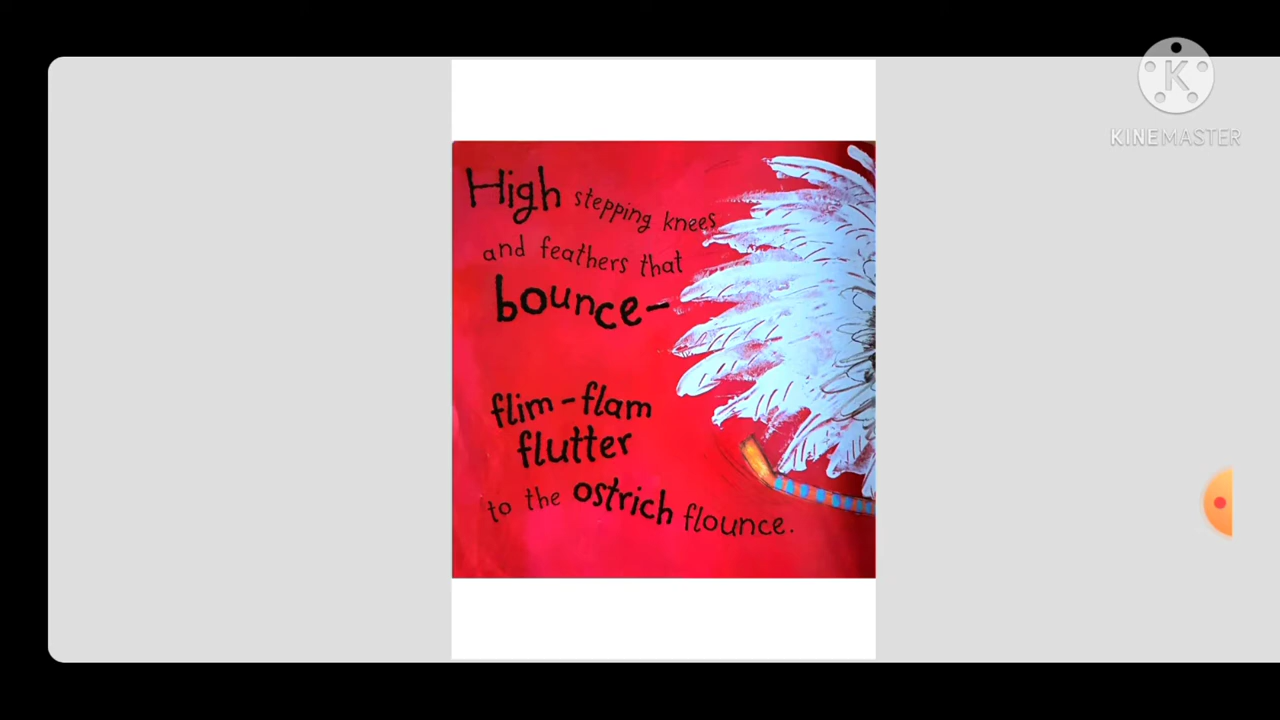 High stepping knees
and feathers that
bounce-
flim-flam
flutter
to the ostrich flounce.
K
KINEMASTER